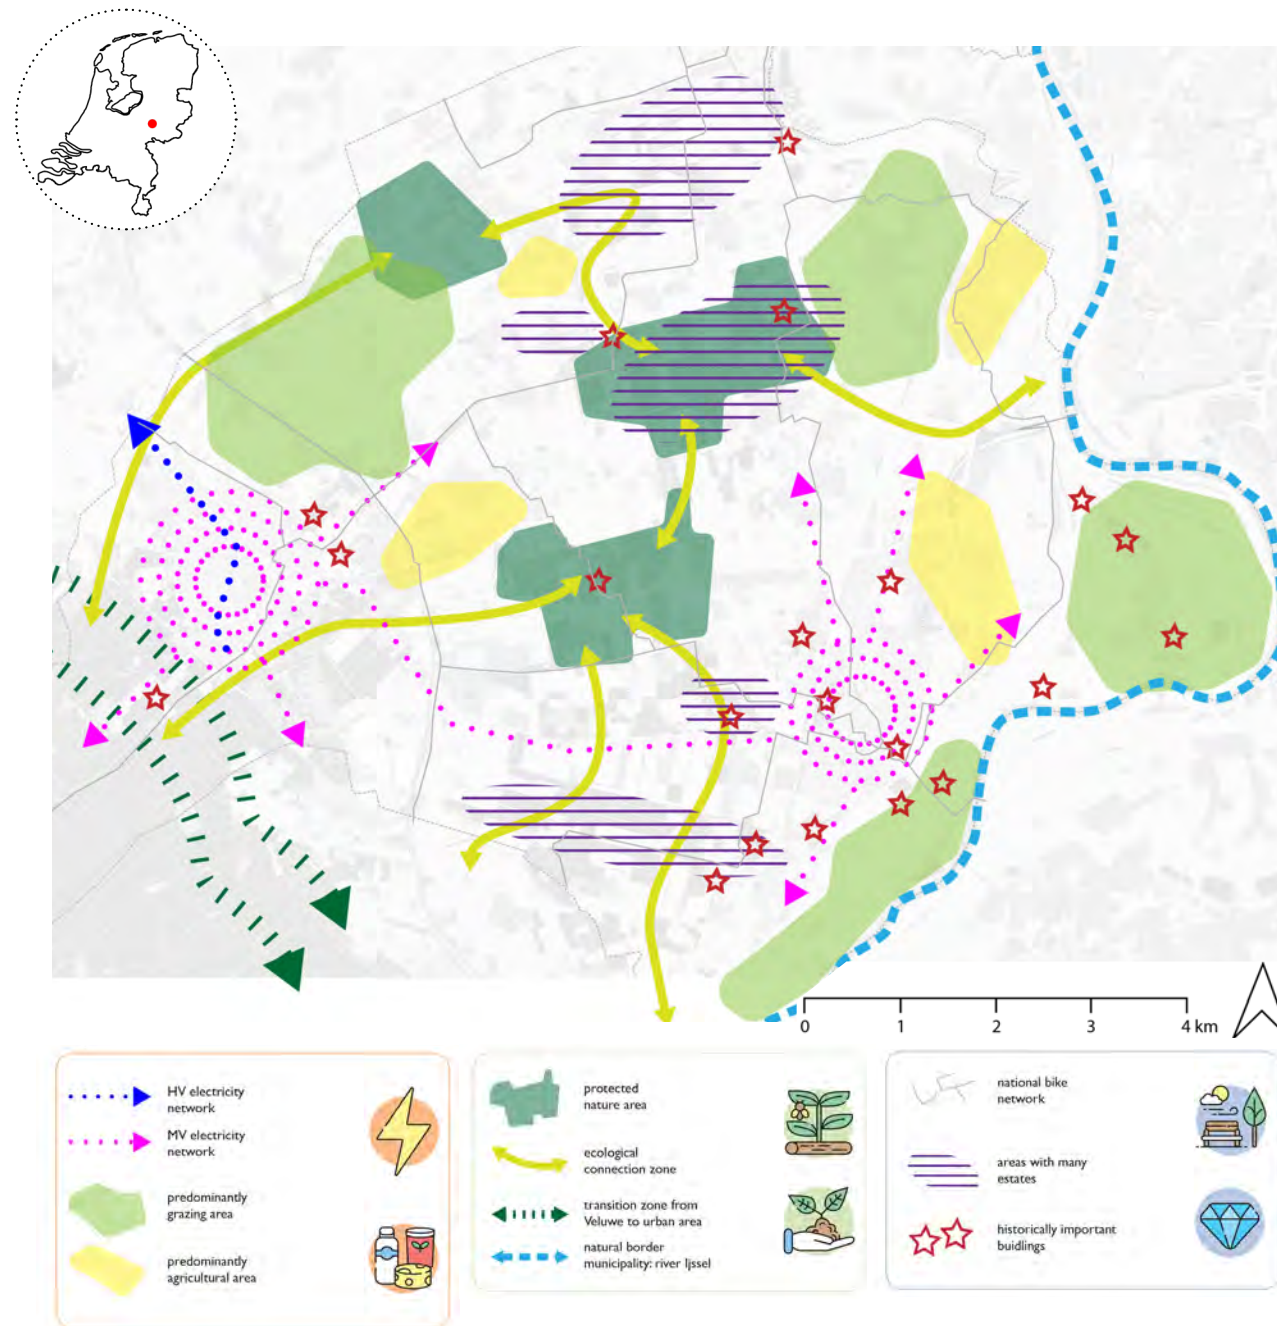 0
1
2
3
4 km
HV electricity
network
MV electricity
network
predominantly
grazing area
predominantly
agricultural area
protected
nature area
ecological
connection zone
transition zone from
Veluwe to urban area
natural border
municipality: river Ijssel
national bike
network
areas with many
estates
historically important
buidlings